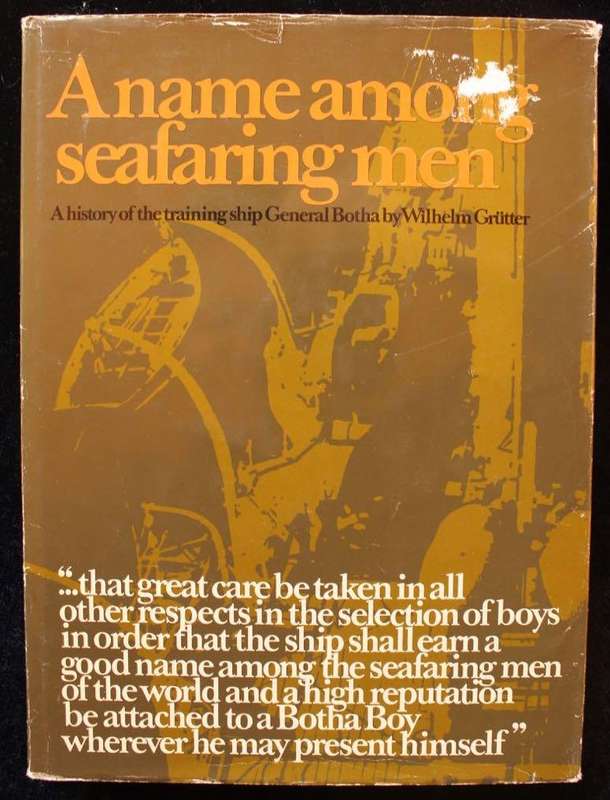 A name among
seafaring men
A history of the training ship General Botha by Wilhelm Grütter
“...that great care be taken in all
other respects in the selection of boys
in order that the ship shall earn a
good name among the seafaring men
of the world and a high reputation
be attached to a Botha Boy
wherever he may present himself”